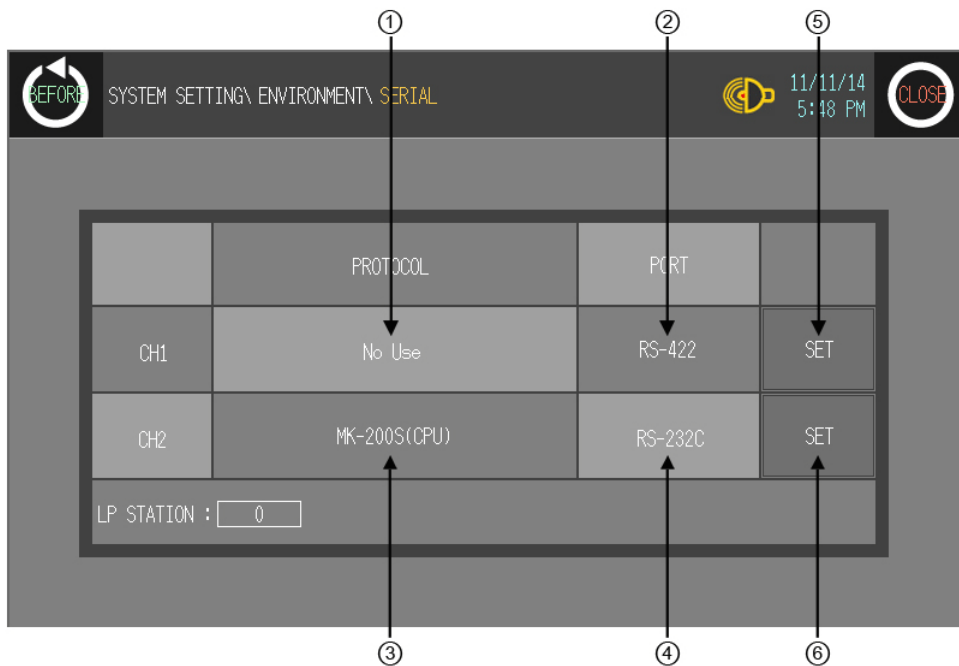 ① ② ⑤
BEFORE SYSTEM SETTING\ ENVIRONMENT\ SERIAL 11/11/14 CLOSE
5:48 PM
PROTOCOL PORT
CH1 No Use RS-422 SET
CH2 MK-200S(CPU) RS-232C SET
LP STATION : 0
③ ④ ⑥